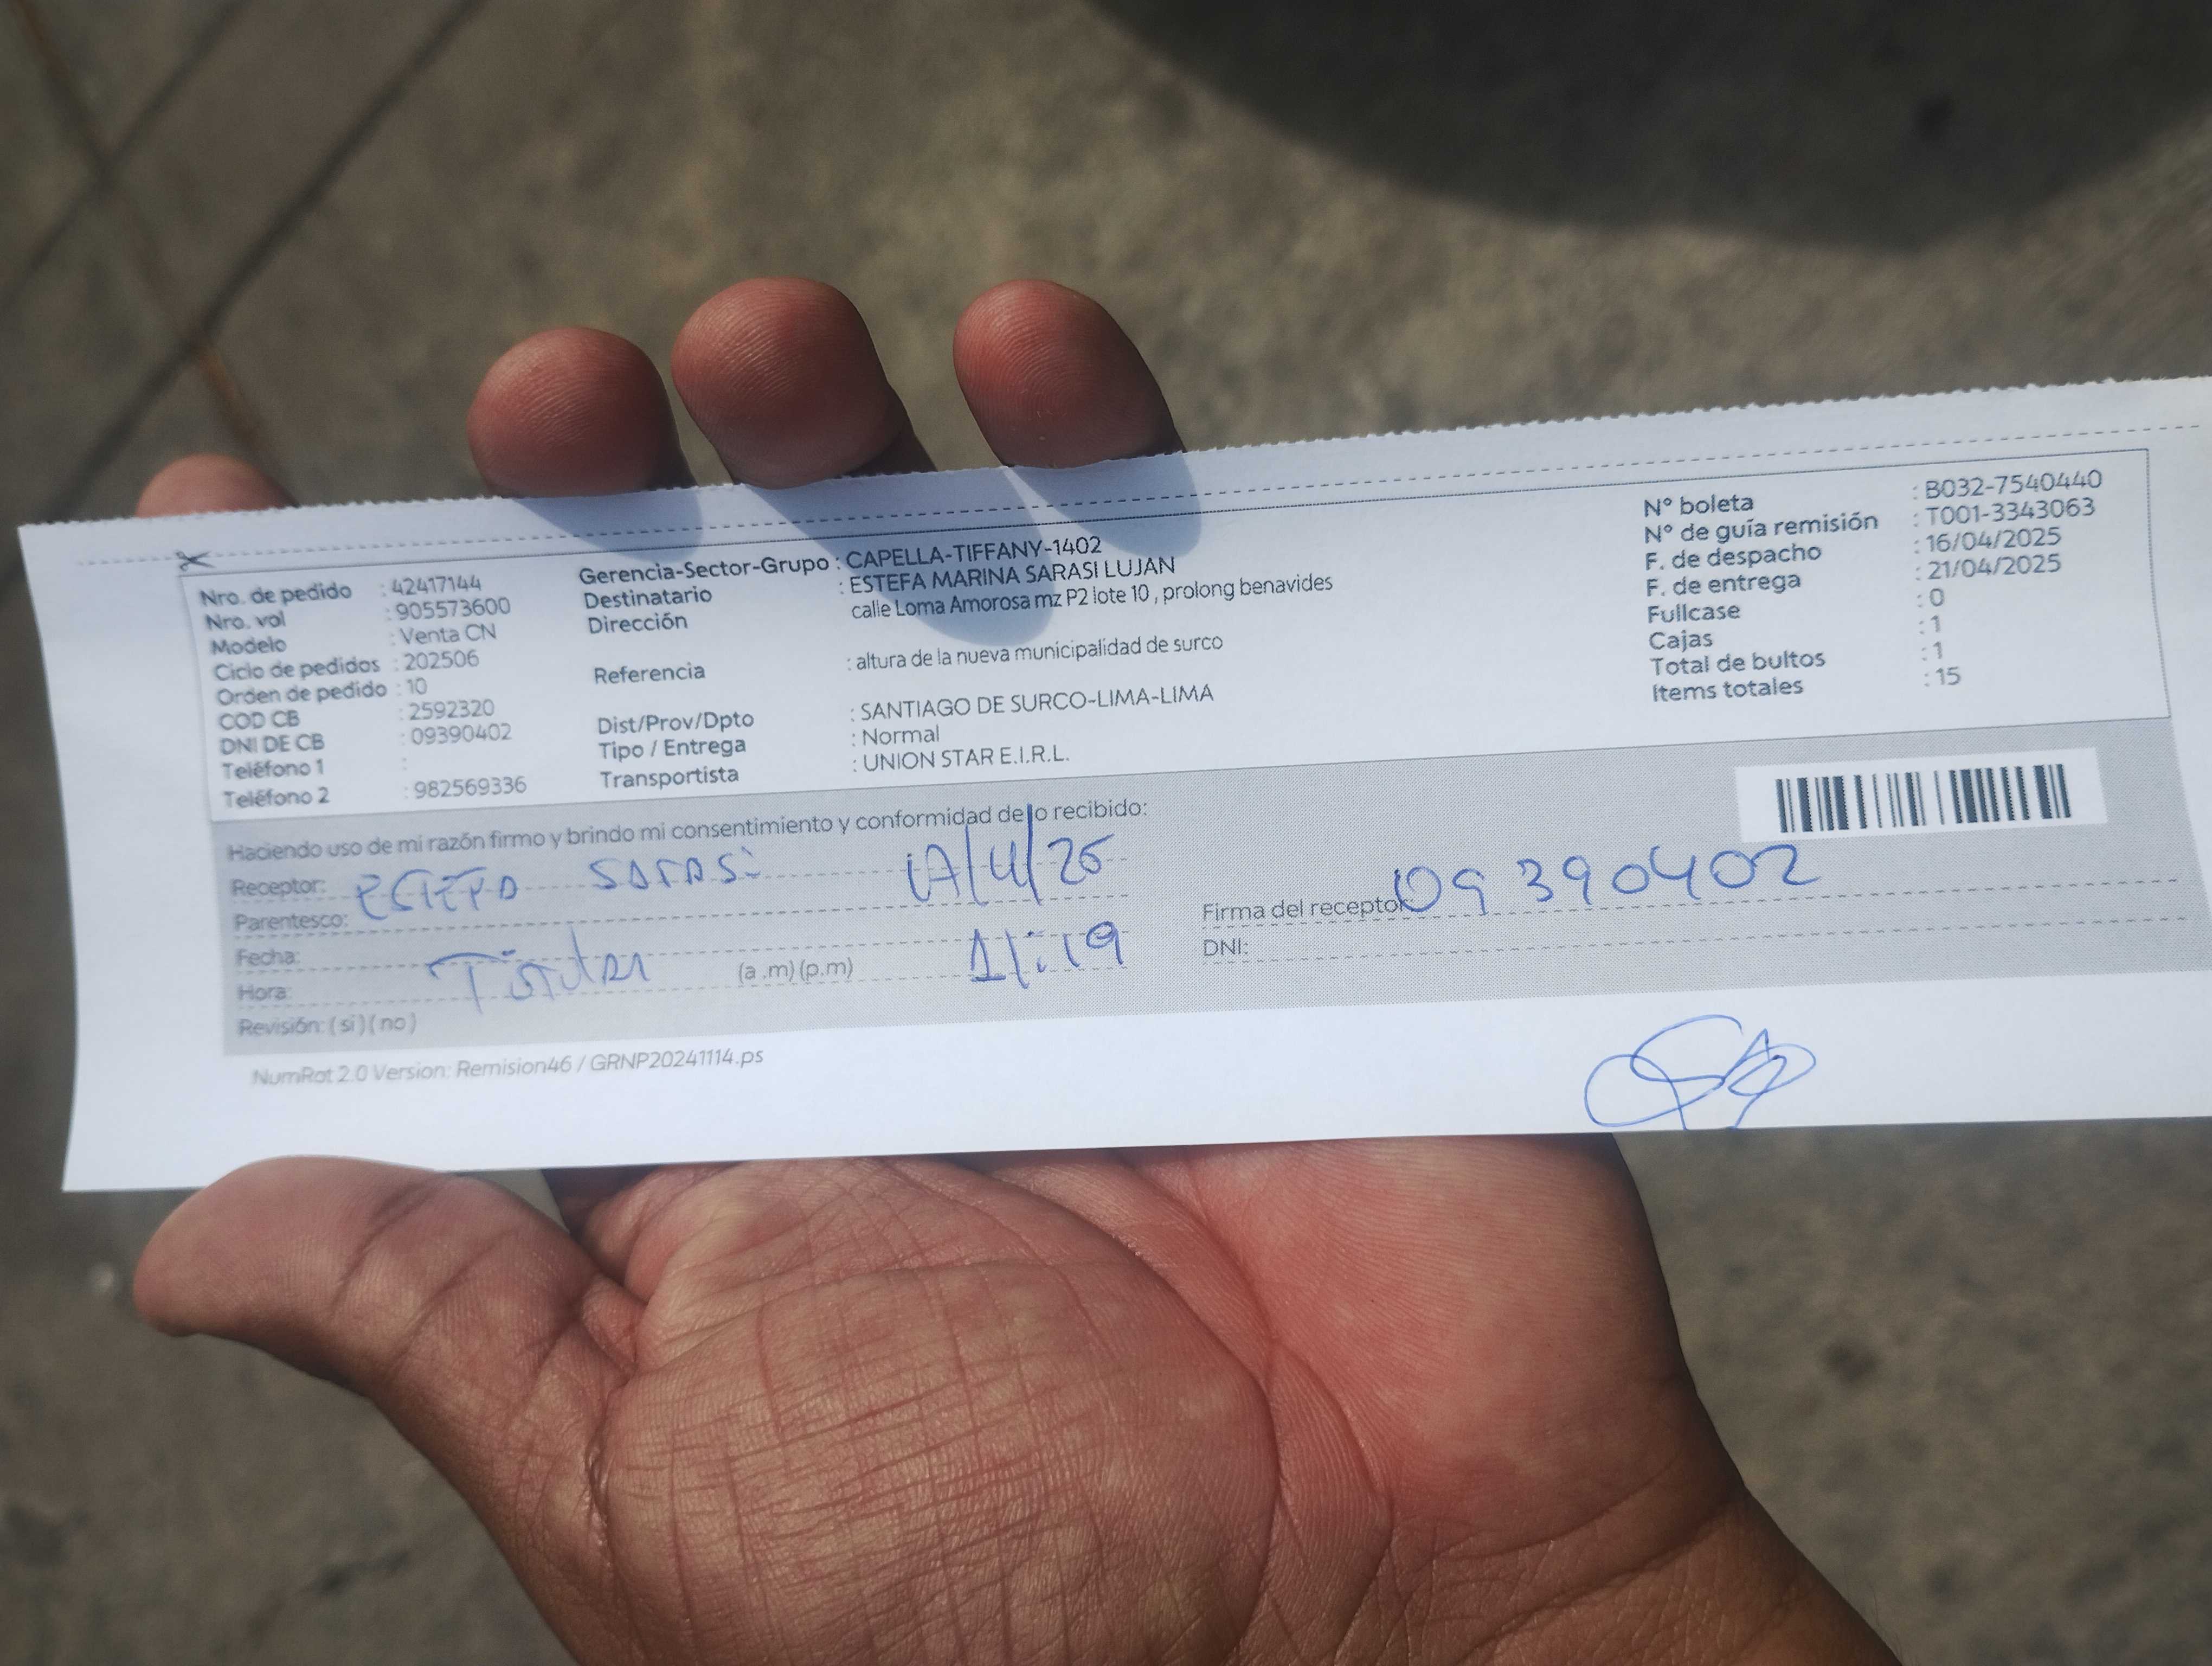 Nro. de pedido : 42417144
Nro. vol : 905573600
Modelo : Venta CN
Ciclo de pedidos : 202506
Orden de pedido : 10
COD CB : 2592320
DNI DE CB : 09390402
Teléfono 1 :
Teléfono 2 : 982569336
Gerencia-Sector-Grupo : CAPELLA-TIFFANY-1402
Destinatario : ESTEFA MARINA SARASI LUJAN
Dirección calle Loma Amorosa mz P2 lote 10 , prolong benavides
Referencia : altura de la nueva municipalidad de surco
Dist/Prov/Dpto : SANTIAGO DE SURCO-LIMA-LIMA
Tipo / Entrega : Normal
Transportista : UNION STAR E.I.R.L.
N° boleta : B032-7540440
N° de guía remisión : T001-3343063
F. de despacho : 16/04/2025
F. de entrega : 21/04/2025
Fullcase : 0
Cajas : 1
Total de bultos : 1
Items totales : 15
Haciendo uso de mi razón firmo y brindo mi consentimiento y conformidad de lo recibido:
Receptor: ESTEFA SARASi 17/4/25
Parentesco:
Fecha:
Hora: Titular (a .m) (p.m) 11:19
Revisión: ( si ) ( no )
Firma del receptor: 09390402
DNI:
NumRot 2.0 Version: Remision46 / GRNP20241114.ps